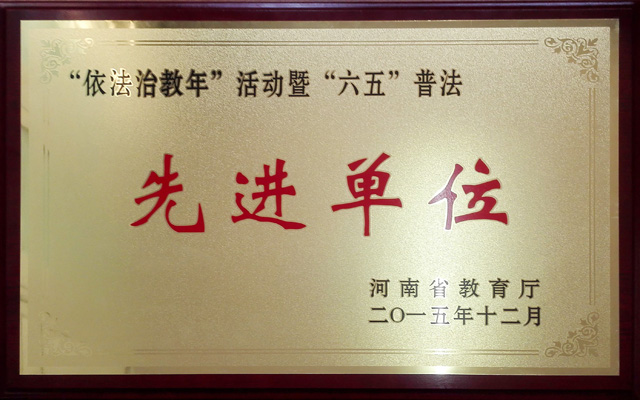 “依法治教年”活动暨“六五”普法
先进单位
河南省教育厅
二〇一五年十二月